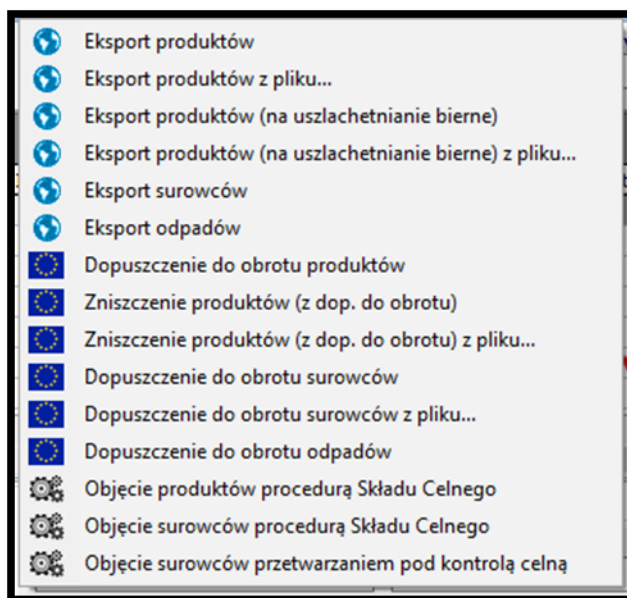 Eksport produktów
Eksport produktów z pliku...
Eksport produktów (na uszlachetnianie bierne)
Eksport produktów (na uszlachetnianie bierne) z pliku...
Eksport surowców
Eksport odpadów
Dopuszczenie do obrotu produktów
Zniszczenie produktów (z dop. do obrotu)
Zniszczenie produktów (z dop. do obrotu) z pliku...
Dopuszczenie do obrotu surowców
Dopuszczenie do obrotu surowców z pliku...
Dopuszczenie do obrotu odpadów
Objęcie produktów procedurą Składu Celnego
Objęcie surowców procedurą Składu Celnego
Objęcie surowców przetwarzaniem pod kontrolą celną